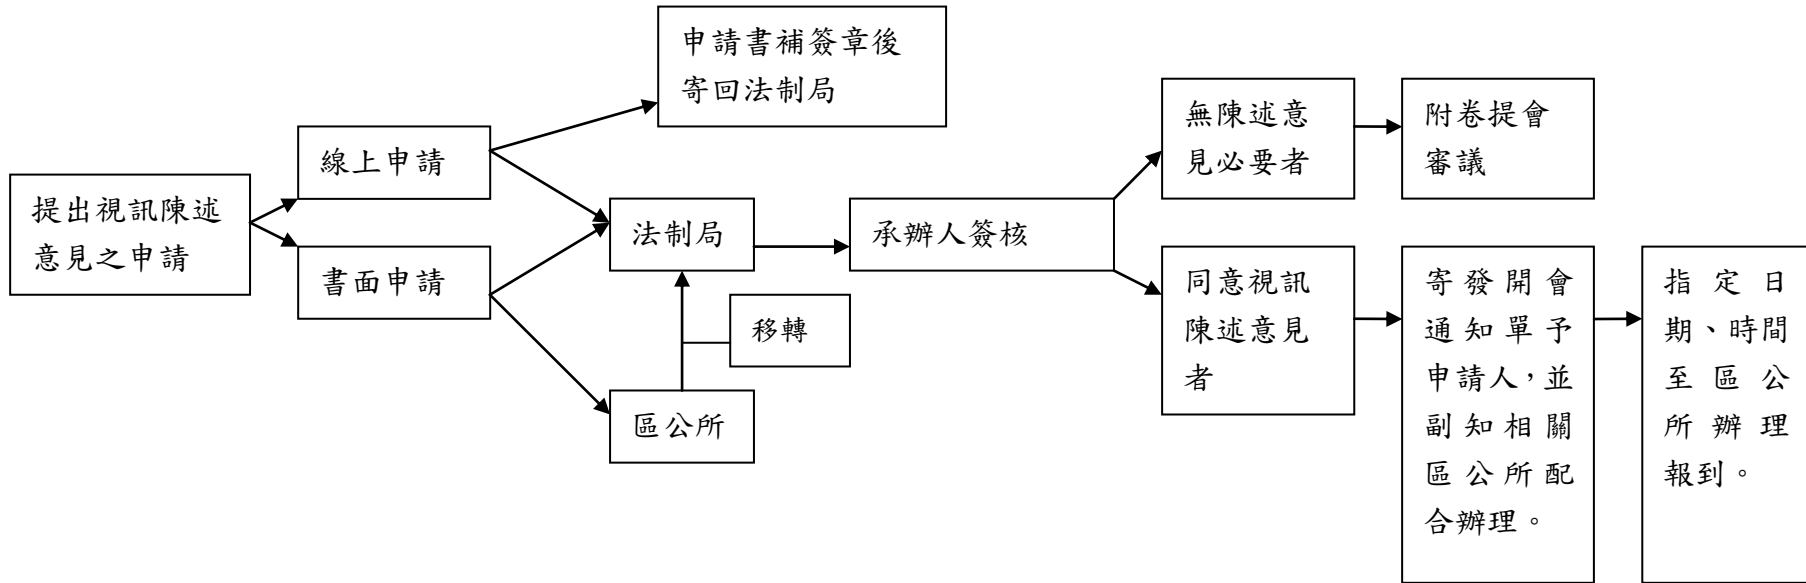 申請書補簽章後
寄回法制局
線上申請
無陳述意
見必要者
附卷提會
審議
提出視訊陳述
意見之申請
法制局
承辦人簽核
書面申請
移轉
區公所
同意視訊
陳述意見
者
寄發開會
通知單予
申請人，並
副知相關
區公所配
合辦理。
指定日
期、時間
至區公
所辦理
報到。